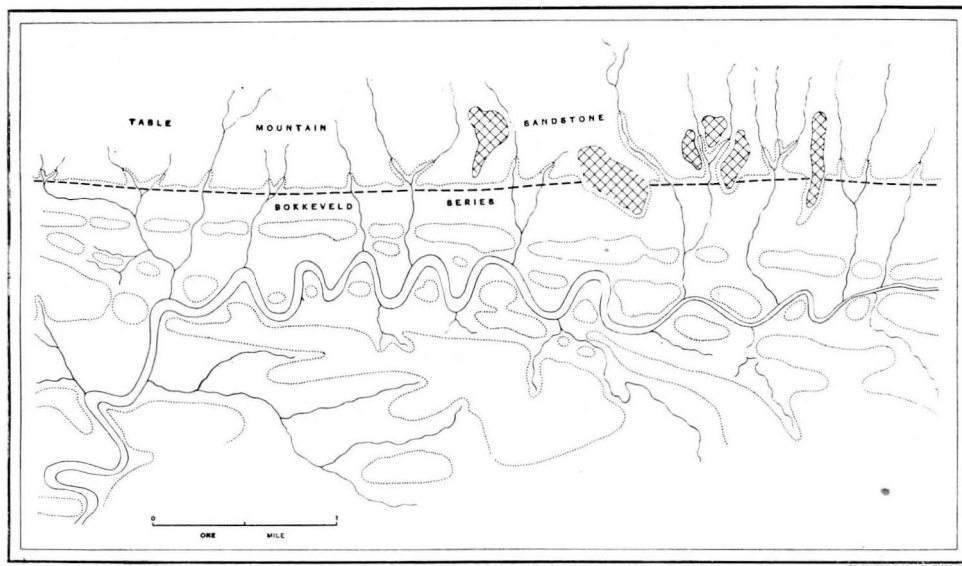 TABLE MOUNTAIN SANDSTONE
BOKKEVELD SERIES
0 1
ONE MILE